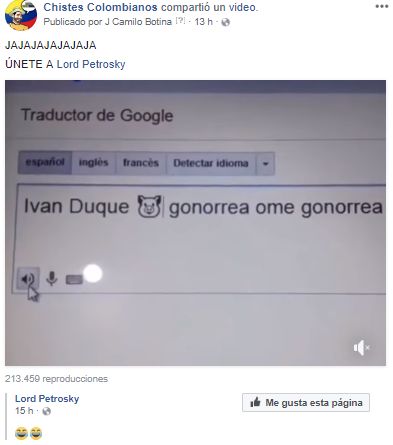 Chistes Colombianos compartió un video.
Publicado por J Camilo Botina [?] · 13 h ·
JAJAJAJAJAJAJA
ÚNETE A Lord Petrosky
Traductor de Google
español inglés francés Detectar idioma
Ivan Duque 🐷 gonorrea ome gonorrea
213.459 reproducciones
Lord Petrosky
15 h ·
Me gusta esta página
😂😂